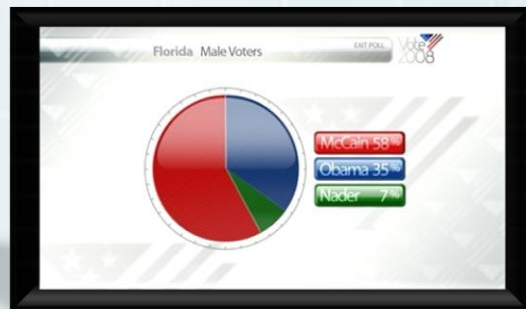 Florida Male Voters
EXIT POLL
Vote
2008
McCain 58%
Obama 35%
Nader 7%